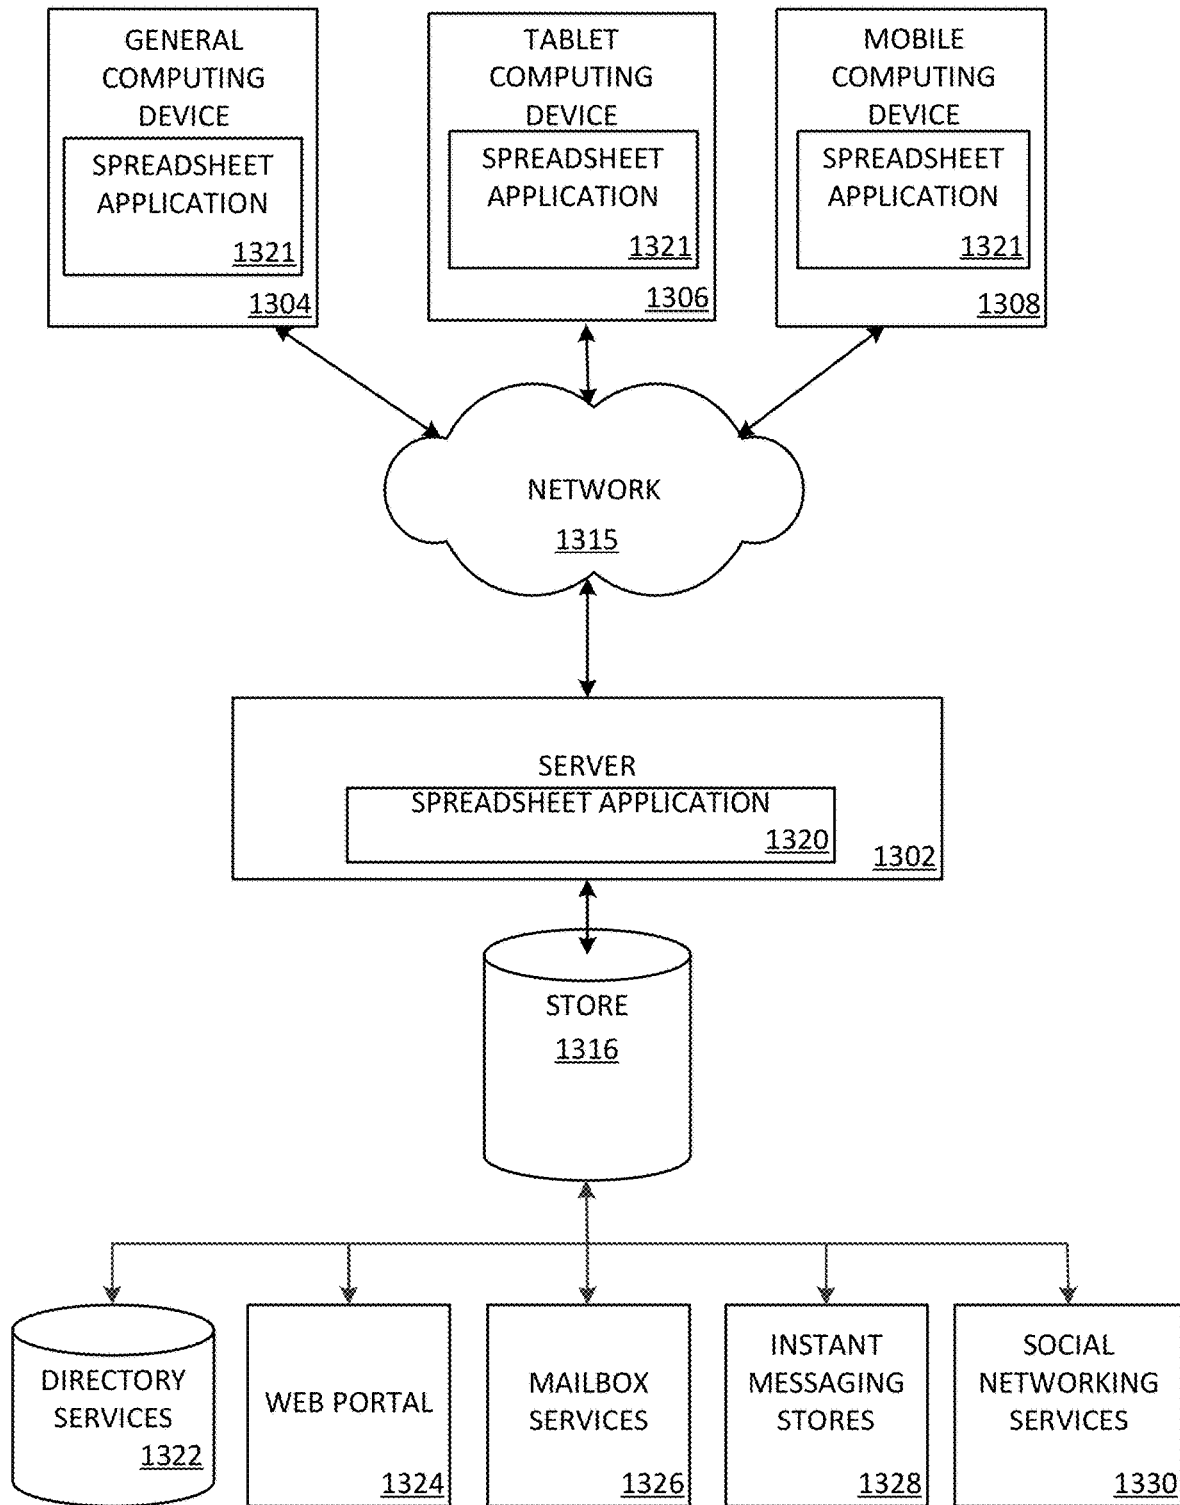 GENERAL
COMPUTING
DEVICE
SPREADSHEET
APPLICATION
1321
1304
TABLET
COMPUTING
DEVICE
SPREADSHEET
APPLICATION
1321
1306
MOBILE
COMPUTING
DEVICE
SPREADSHEET
APPLICATION
1321
1308
NETWORK
1315
SERVER
SPREADSHEET APPLICATION
1320
1302
STORE
1316
DIRECTORY
SERVICES
1322
WEB PORTAL
1324
MAILBOX
SERVICES
1326
INSTANT
MESSAGING
STORES
1328
SOCIAL
NETWORKING
SERVICES
1330